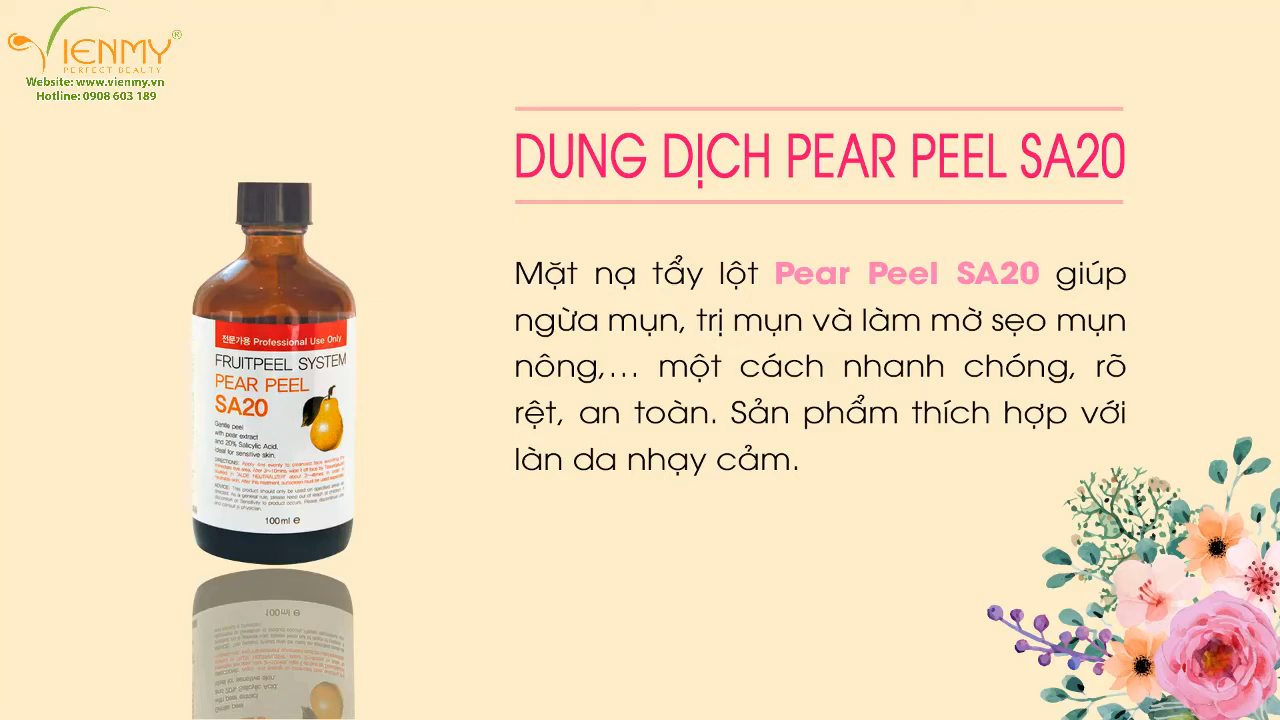 VIENMY®
PERFECT BEAUTY
Website: www.vienmy.vn
Hotline: 0908 603 189
DUNG DỊCH PEAR PEEL SA20
Mặt nạ tẩy lột Pear Peel SA20 giúp
ngừa mụn, trị mụn và làm mờ sẹo mụn
nông,... một cách nhanh chóng, rõ
rệt, an toàn. Sản phẩm thích hợp với
làn da nhạy cảm.
전문가용 Professional Use Only
FRUITPEEL SYSTEM
PEAR PEEL
SA20
Gentle peel
with pear extract
and 20% Salicylic Acid.
Ideal for sensitive skin.
100ml e